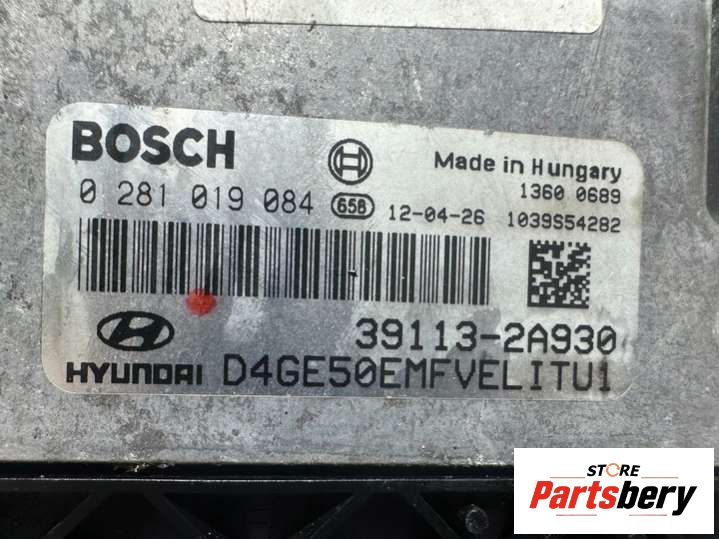 BOSCH
Made in Hungary
1360 0689
0 281 019 084 658 12-04-26 1039S54282
39113-2A930
HYUNDAI D4GE50EMFVELITU1
STORE
Partsbery